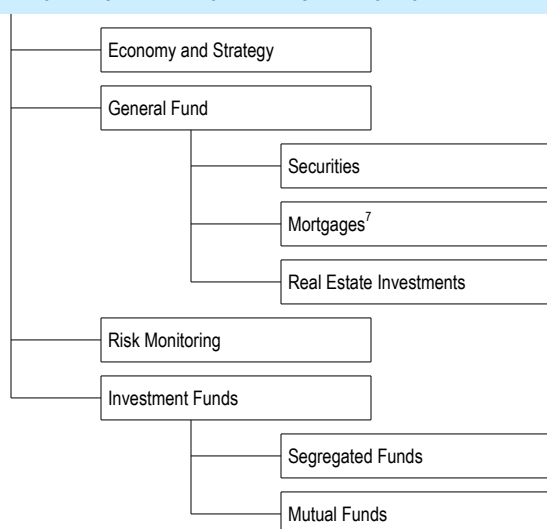 Economy and Strategy
General Fund
Securities
Mortgages⁷
Real Estate Investments
Risk Monitoring
Investment Funds
Segregated Funds
Mutual Funds